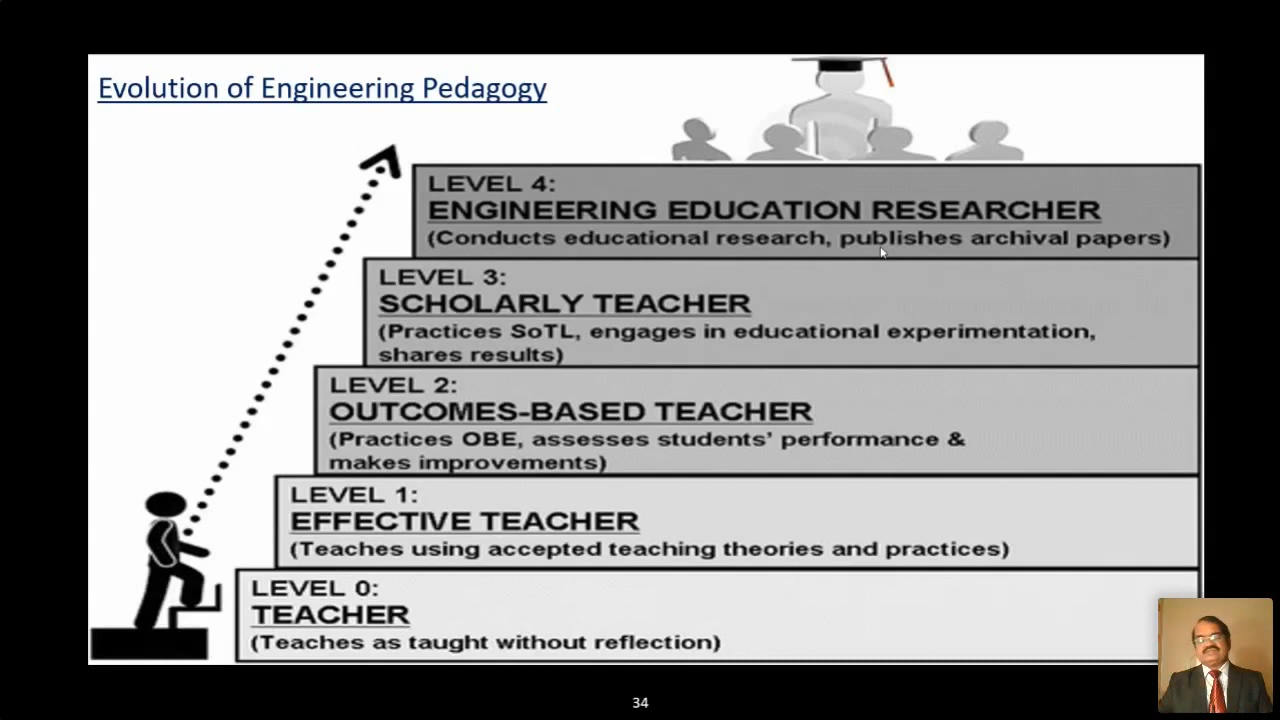 Evolution of Engineering Pedagogy
LEVEL 4:
ENGINEERING EDUCATION RESEARCHER
(Conducts educational research, publishes archival papers)
LEVEL 3:
SCHOLARLY TEACHER
(Practices SoTL, engages in educational experimentation,
shares results)
LEVEL 2:
OUTCOMES-BASED TEACHER
(Practices OBE, assesses students' performance &
makes improvements)
LEVEL 1:
EFFECTIVE TEACHER
(Teaches using accepted teaching theories and practices)
LEVEL 0:
TEACHER
(Teaches as taught without reflection)
34